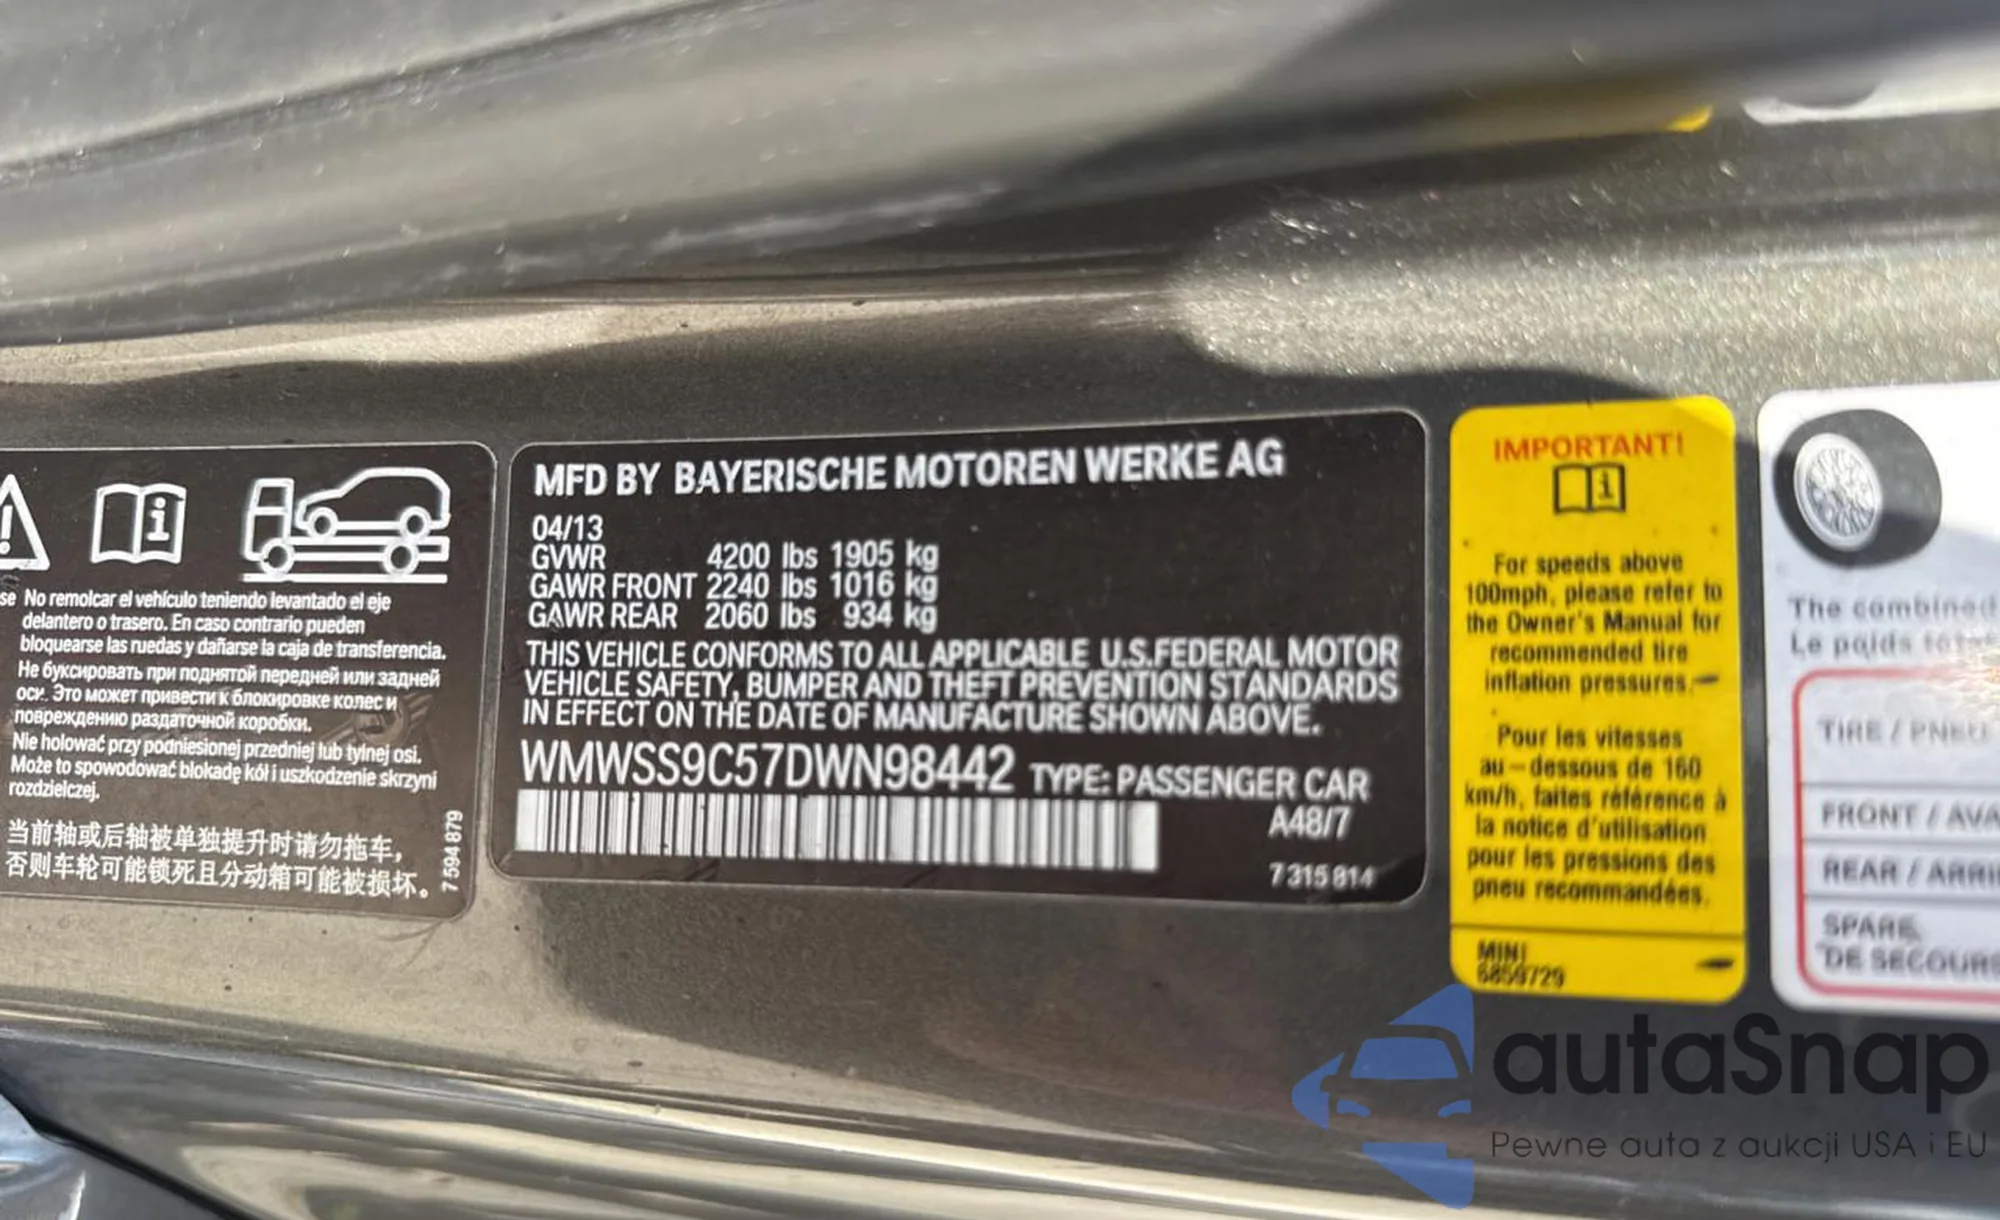 se No remolcar el vehículo teniendo levantado el eje
delantero o trasero. En caso contrario pueden
bloquearse las ruedas y dañarse la caja de transferencia.
Не буксировать при поднятой передней или задней
оси. Это может привести к блокировке колес и
повреждению раздаточной коробки.
Nie holować przy podniesionej przedniej lub tylnej osi.
Może to spowodować blokadę kół i uszkodzenie skrzyni
rozdzielczej.
当前轴或后轴被单独提升时请勿拖车，
否则车轮可能锁死且分动箱可能被损坏。
7 594 879
MFD BY BAYERISCHE MOTOREN WERKE AG
04/13
GVWR 4200 lbs 1905 kg
GAWR FRONT 2240 lbs 1016 kg
GAWR REAR 2060 lbs 934 kg
THIS VEHICLE CONFORMS TO ALL APPLICABLE U.S.FEDERAL MOTOR
VEHICLE SAFETY, BUMPER AND THEFT PREVENTION STANDARDS
IN EFFECT ON THE DATE OF MANUFACTURE SHOWN ABOVE.
WMWSS9C57DWN98442 TYPE: PASSENGER CAR
A48/7
7 315 814
IMPORTANT!
For speeds above
100mph, please refer to
the Owner's Manual for
recommended tire
inflation pressures.
Pour les vitesses
au-dessous de 160
km/h, faites référence à
la notice d'utilisation
pour les pressions des
pneu recommandées.
MINI
6859729
The combined
Le poids
TIRE / PNEU
FRONT / AVA
REAR / ARRI
SPARE
DE SECOURS
autaSnap
Pewne auta z aukcji USA i EU